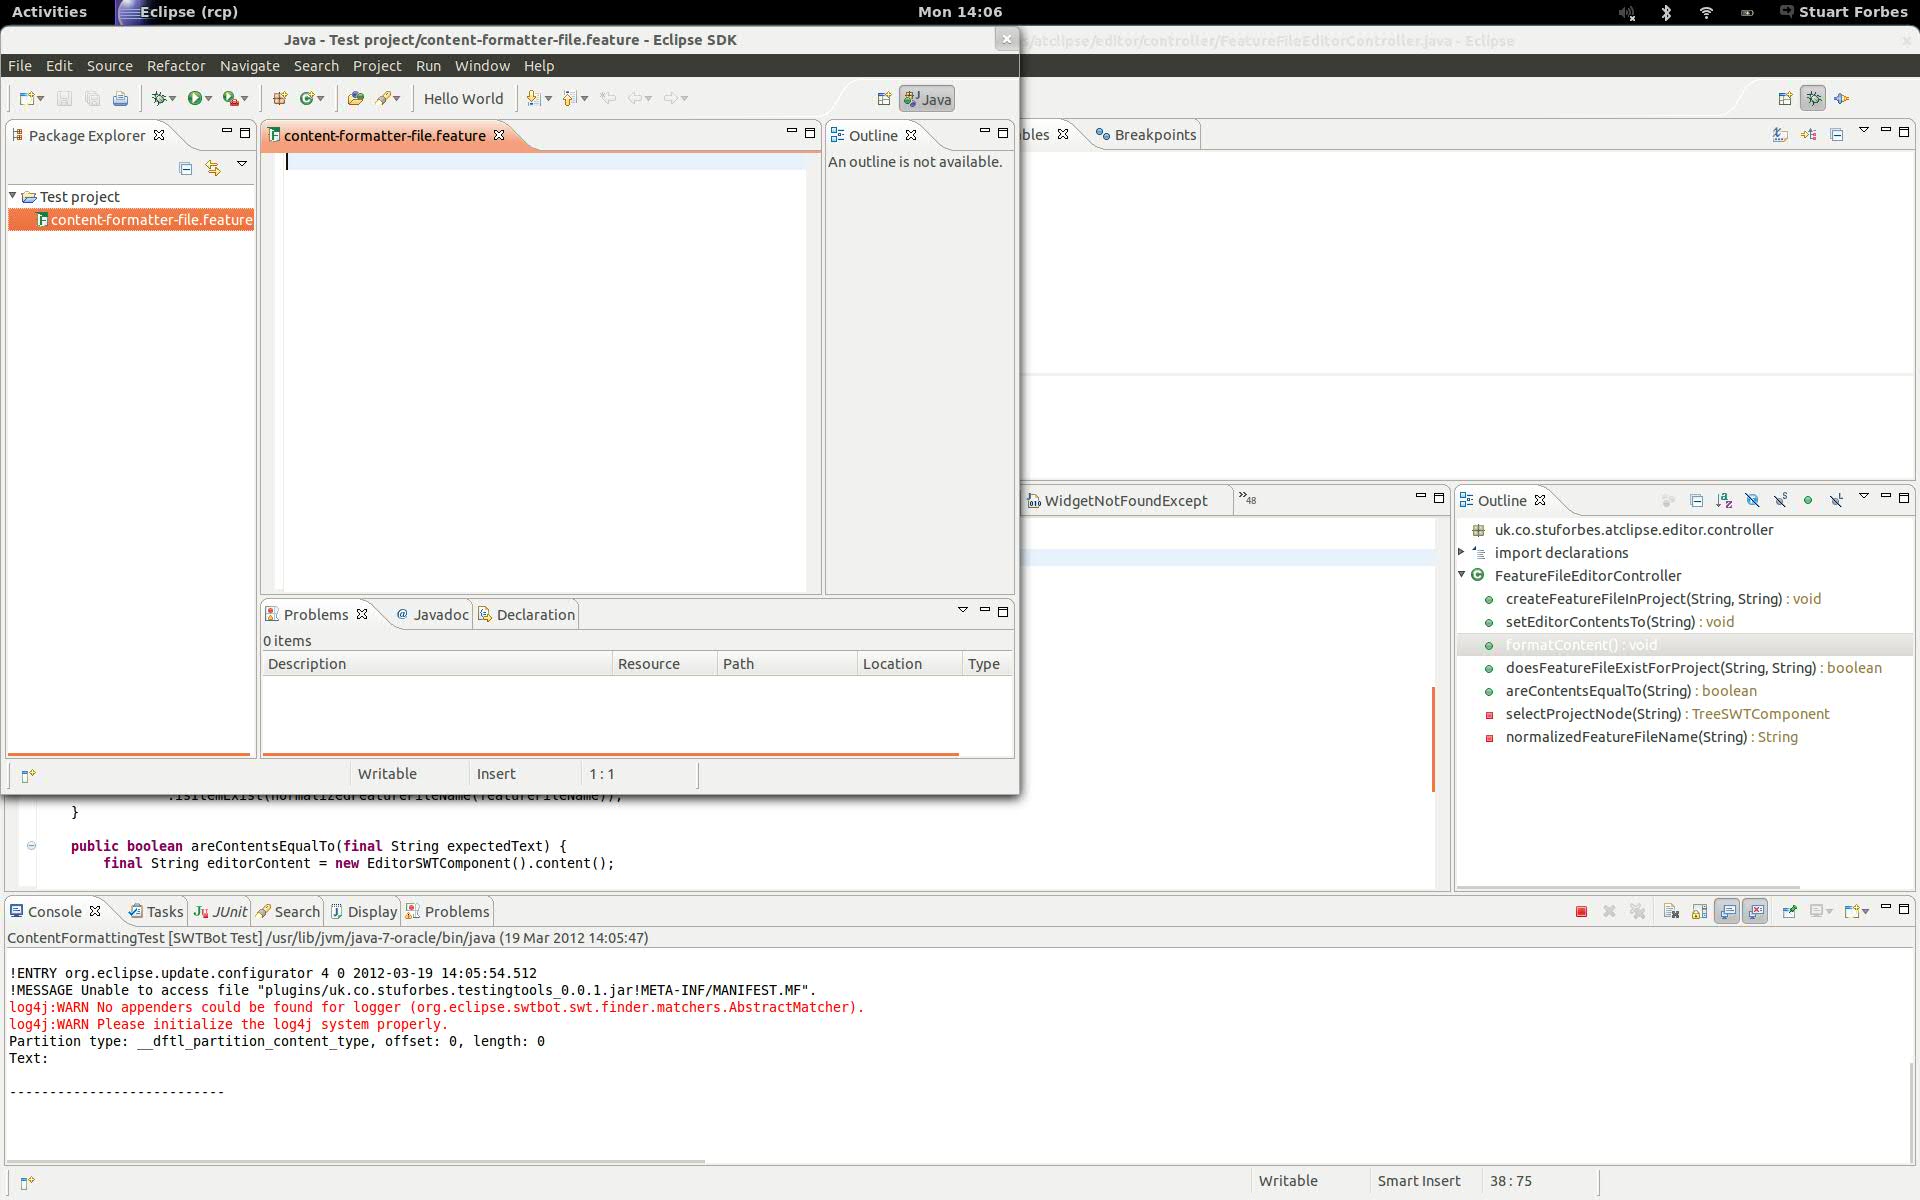 Activities
Eclipse (rcp)
Mon 14:06
Stuart Forbes
Java - Test project/content-formatter-file.feature - Eclipse SDK
s/atclipse/editor/controller/FeatureFileEditorController.java - Eclipse
File Edit Source Refactor Navigate Search Project Run Window Help
Hello World
Java
Package Explorer
content-formatter-file.feature
Outline
bles
Breakpoints
An outline is not available.
Test project
content-formatter-file.feature
WidgetNotFoundExcept
»48
Outline
uk.co.stuforbes.atclipse.editor.controller
import declarations
FeatureFileEditorController
createFeatureFileInProject(String, String) : void
setEditorContentsTo(String) : void
formatContent() : void
doesFeatureFileExistForProject(String, String) : boolean
areContentsEqualTo(String) : boolean
selectProjectNode(String) : TreeSWTComponent
normalizedFeatureFileName(String) : String
Problems
Javadoc
Declaration
0 items
Description Resource Path Location Type
Writable Insert 1 : 1
.isItemExist(normalizedFeatureFileName(featureFileName));
}
public boolean areContentsEqualTo(final String expectedText) {
final String editorContent = new EditorSWTComponent().content();
Console
Tasks
JUnit
Search
Display
Problems
ContentFormattingTest [SWTBot Test] /usr/lib/jvm/java-7-oracle/bin/java (19 Mar 2012 14:05:47)
!ENTRY org.eclipse.update.configurator 4 0 2012-03-19 14:05:54.512
!MESSAGE Unable to access file "plugins/uk.co.stuforbes.testingtools_0.0.1.jar!META-INF/MANIFEST.MF".
log4j:WARN No appenders could be found for logger (org.eclipse.swtbot.swt.finder.matchers.AbstractMatcher).
log4j:WARN Please initialize the log4j system properly.
Partition type: __dftl_partition_content_type, offset: 0, length: 0
Text:
---------------------------
Writable Smart Insert 38 : 75